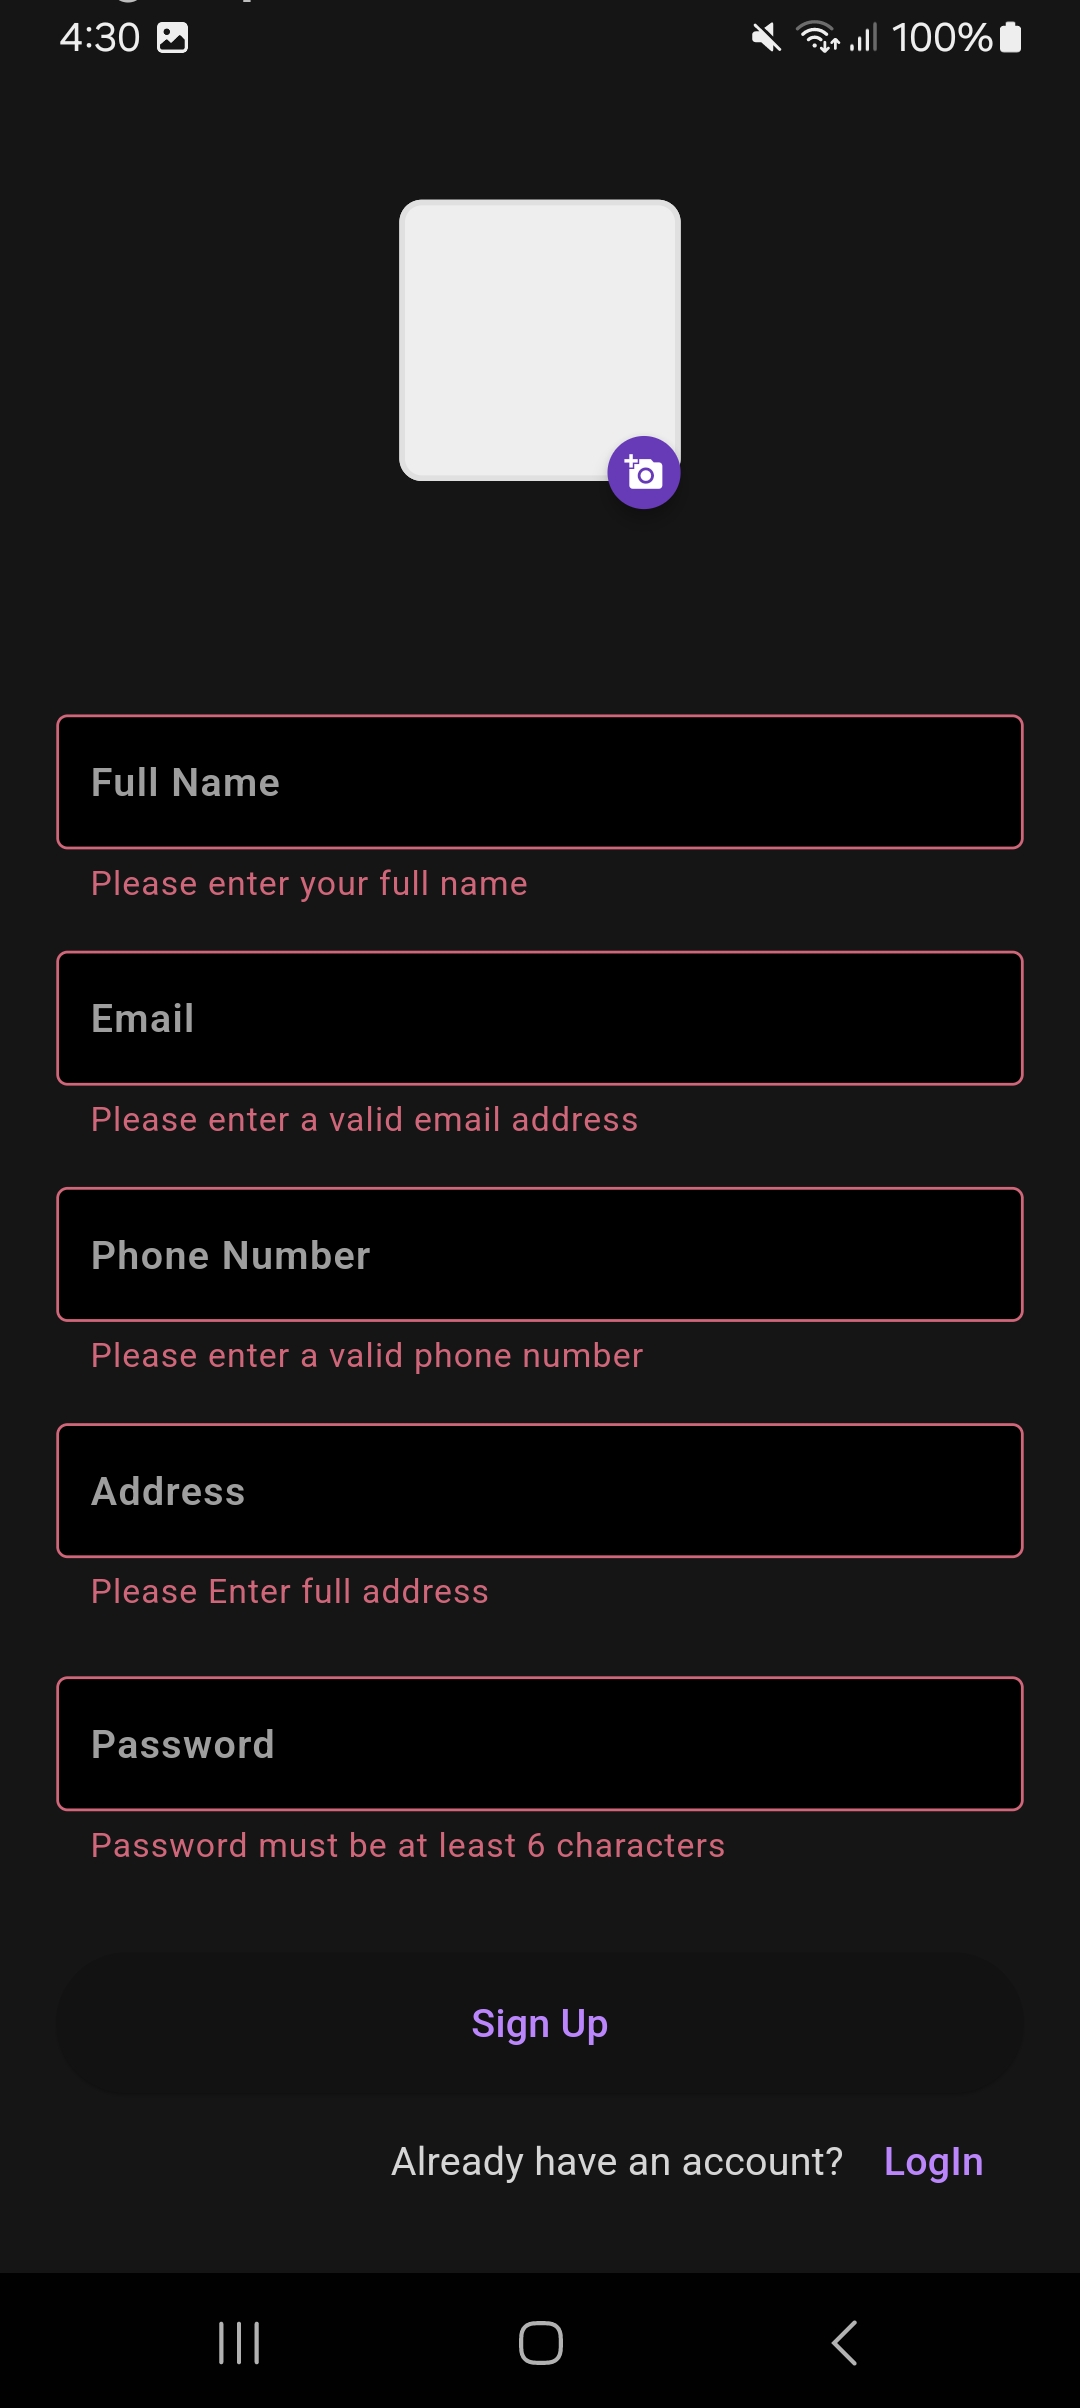 4:30
100%
Full Name
Please enter your full name
Email
Please enter a valid email address
Phone Number
Please enter a valid phone number
Address
Please Enter full address
Password
Password must be at least 6 characters
Sign Up
Already have an account? LogIn